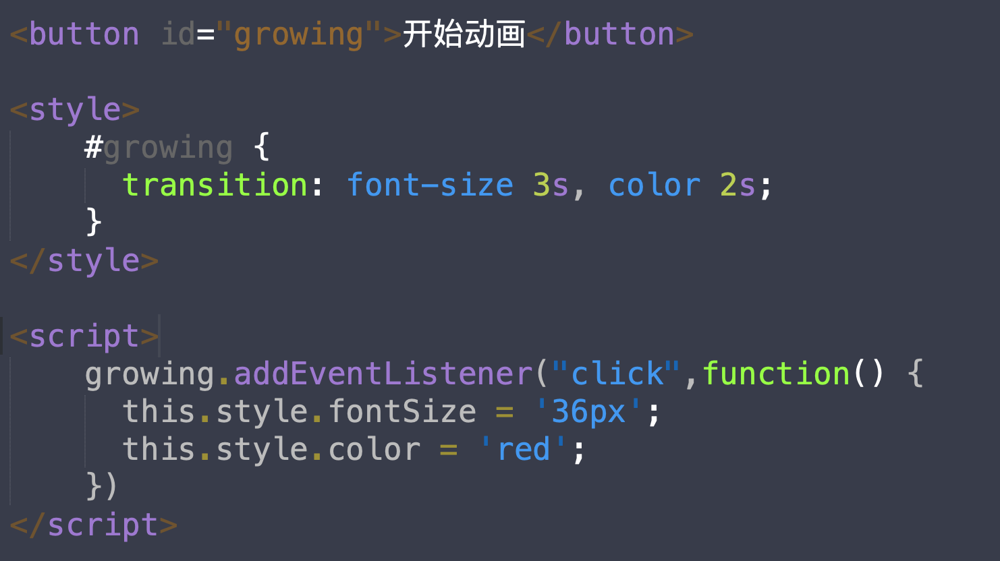 <button id="growing">开始动画</button>
<style>
#growing {
transition: font-size 3s, color 2s;
}
</style>
<script>
growing.addEventListener("click",function() {
this.style.fontSize = '36px';
this.style.color = 'red';
})
</script>